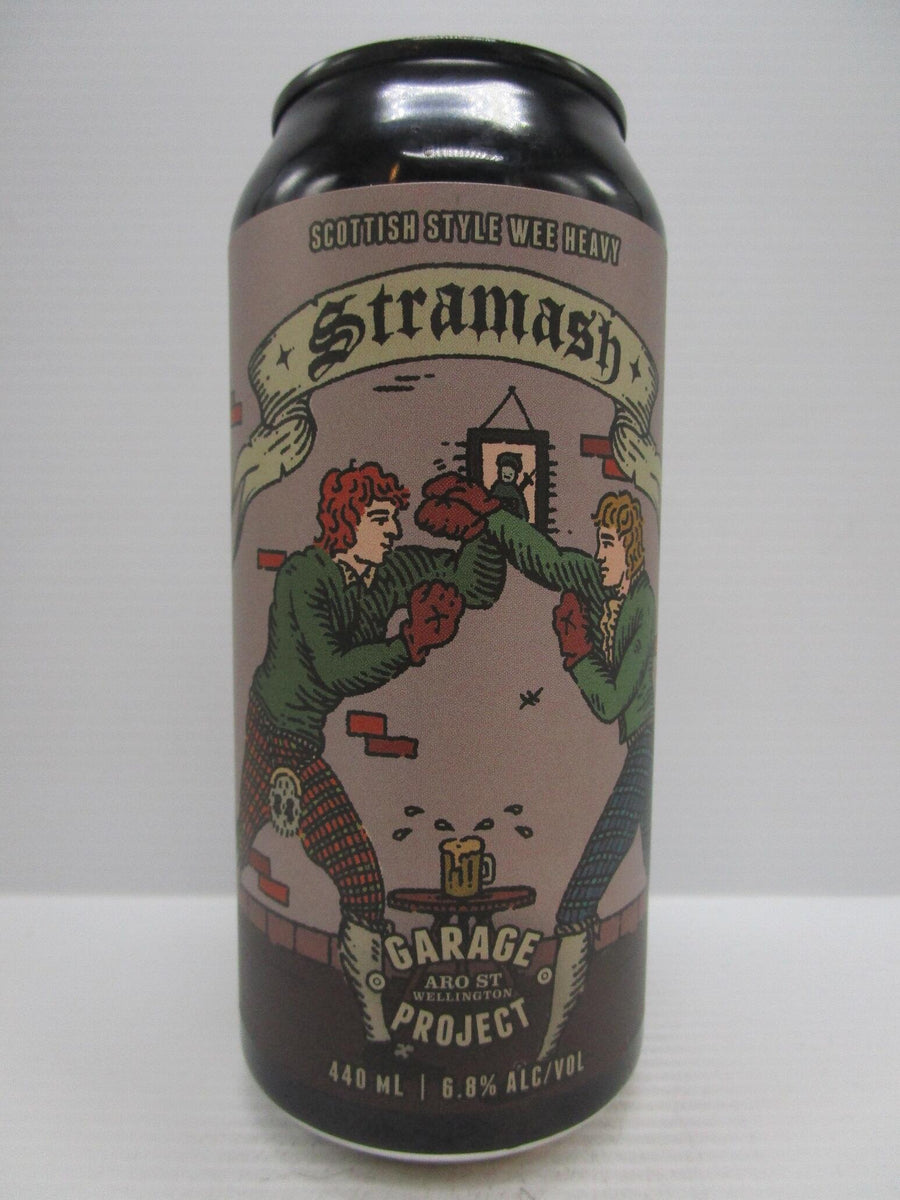 SCOTTISH STYLE WEE HEAVY
Stramash
GARAGE
ARO ST
WELLINGTON
PROJECT
440 ML | 6.8% ALC/VOL